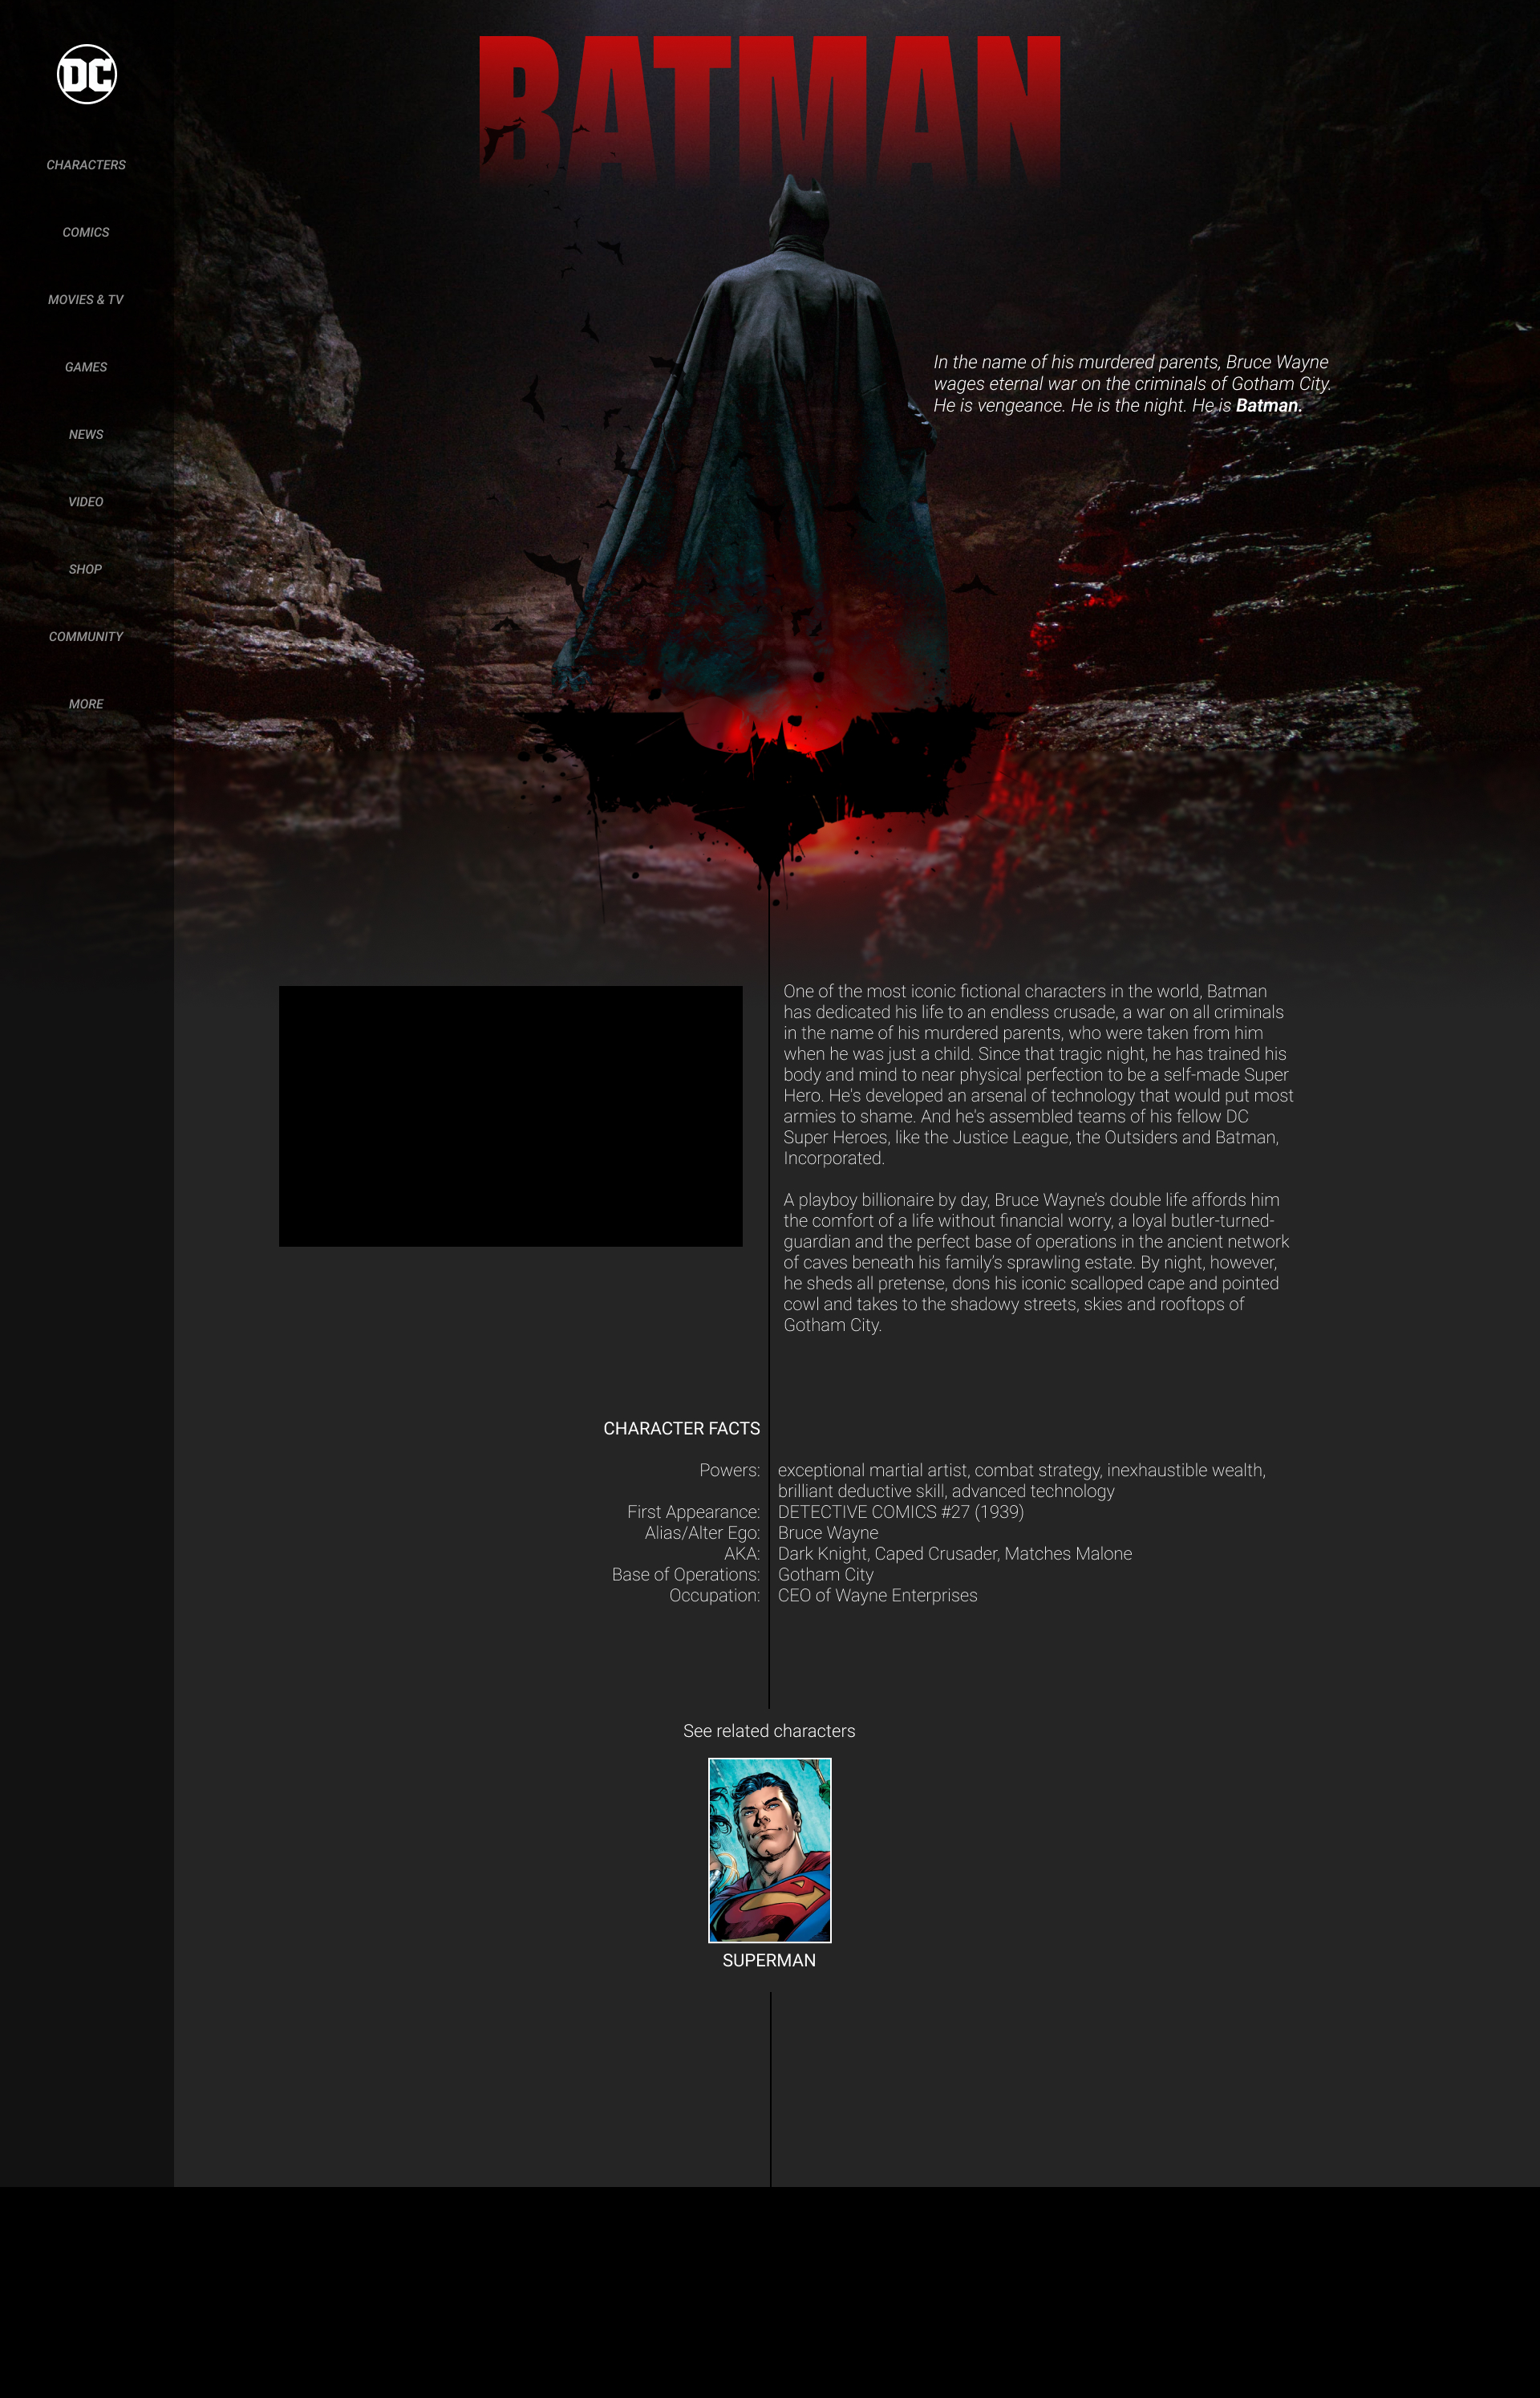 BATMAN
DC
CHARACTERS
COMICS
MOVIES & TV
GAMES
NEWS
VIDEO
SHOP
COMMUNITY
MORE
In the name of his murdered parents, Bruce Wayne
wages eternal war on the criminals of Gotham City.
He is vengeance. He is the night. He is Batman.
One of the most iconic fictional characters in the world, Batman
has dedicated his life to an endless crusade, a war on all criminals
in the name of his murdered parents, who were taken from him
when he was just a child. Since that tragic night, he has trained his
body and mind to near physical perfection to be a self-made Super
Hero. He's developed an arsenal of technology that would put most
armies to shame. And he's assembled teams of his fellow DC
Super Heroes, like the Justice League, the Outsiders and Batman,
Incorporated.
A playboy billionaire by day, Bruce Wayne's double life affords him
the comfort of a life without financial worry, a loyal butler-turned-
guardian and the perfect base of operations in the ancient network
of caves beneath his family's sprawling estate. By night, however,
he sheds all pretense, dons his iconic scalloped cape and pointed
cowl and takes to the shadowy streets, skies and rooftops of
Gotham City.
CHARACTER FACTS
Powers: exceptional martial artist, combat strategy, inexhaustible wealth,
brilliant deductive skill, advanced technology
First Appearance: DETECTIVE COMICS #27 (1939)
Alias/Alter Ego: Bruce Wayne
AKA: Dark Knight, Caped Crusader, Matches Malone
Base of Operations: Gotham City
Occupation: CEO of Wayne Enterprises
See related characters
SUPERMAN